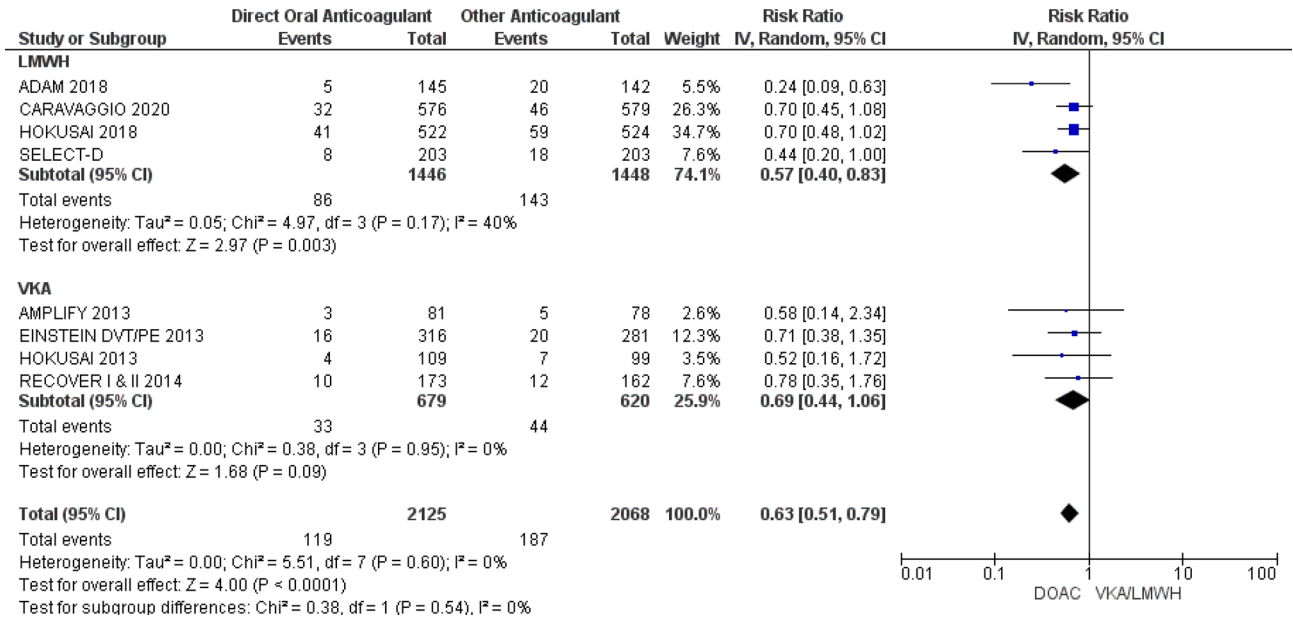 Direct Oral Anticoagulant Other Anticoagulant Risk Ratio Risk Ratio
Study or Subgroup Events Total Events Total Weight IV, Random, 95% CI IV, Random, 95% CI
LMWH
ADAM 2018 5 145 20 142 5.5% 0.24 [0.09, 0.63]
CARAVAGGIO 2020 32 576 46 579 26.3% 0.70 [0.45, 1.08]
HOKUSAI 2018 41 522 59 524 34.7% 0.70 [0.48, 1.02]
SELECT-D 8 203 18 203 7.6% 0.44 [0.20, 1.00]
Subtotal (95% CI) 1446 1448 74.1% 0.57 [0.40, 0.83]
Total events 86 143
Heterogeneity: Tau² = 0.05; Chi² = 4.97, df = 3 (P = 0.17); I² = 40%
Test for overall effect: Z = 2.97 (P = 0.003)
VKA
AMPLIFY 2013 3 81 5 78 2.6% 0.58 [0.14, 2.34]
EINSTEIN DVT/PE 2013 16 316 20 281 12.3% 0.71 [0.38, 1.35]
HOKUSAI 2013 4 109 7 99 3.5% 0.52 [0.16, 1.72]
RECOVER I & II 2014 10 173 12 162 7.6% 0.78 [0.35, 1.76]
Subtotal (95% CI) 679 620 25.9% 0.69 [0.44, 1.06]
Total events 33 44
Heterogeneity: Tau² = 0.00; Chi² = 0.38, df = 3 (P = 0.95); I² = 0%
Test for overall effect: Z = 1.68 (P = 0.09)
Total (95% CI) 2125 2068 100.0% 0.63 [0.51, 0.79]
Total events 119 187
Heterogeneity: Tau² = 0.00; Chi² = 5.51, df = 7 (P = 0.60); I² = 0%
Test for overall effect: Z = 4.00 (P < 0.0001)
Test for subgroup differences: Chi² = 0.38, df = 1 (P = 0.54), I² = 0%
0.01 0.1 1 10 100
DOAC VKA/LMWH